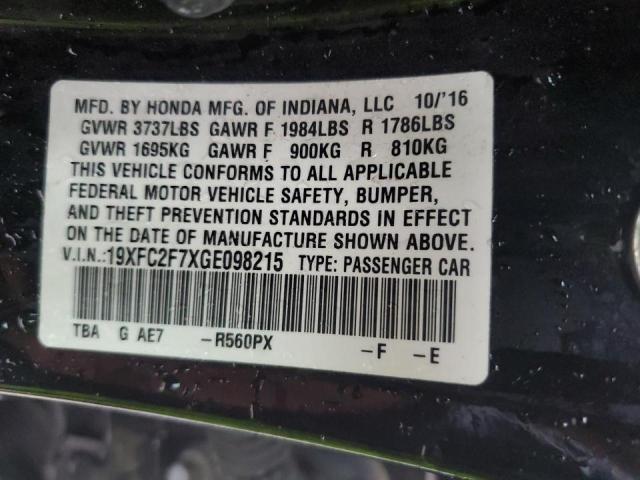 MFD. BY HONDA MFG. OF INDIANA, LLC 10/'16
GVWR 3737LBS GAWR F 1984LBS R 1786LBS
GVWR 1695KG GAWR F 900KG R 810KG
THIS VEHICLE CONFORMS TO ALL APPLICABLE
FEDERAL MOTOR VEHICLE SAFETY, BUMPER,
AND THEFT PREVENTION STANDARDS IN EFFECT
ON THE DATE OF MANUFACTURE SHOWN ABOVE.
V.I.N.:19XFC2F7XGE098215 TYPE: PASSENGER CAR
TBA G AE7 -R560PX -F -E